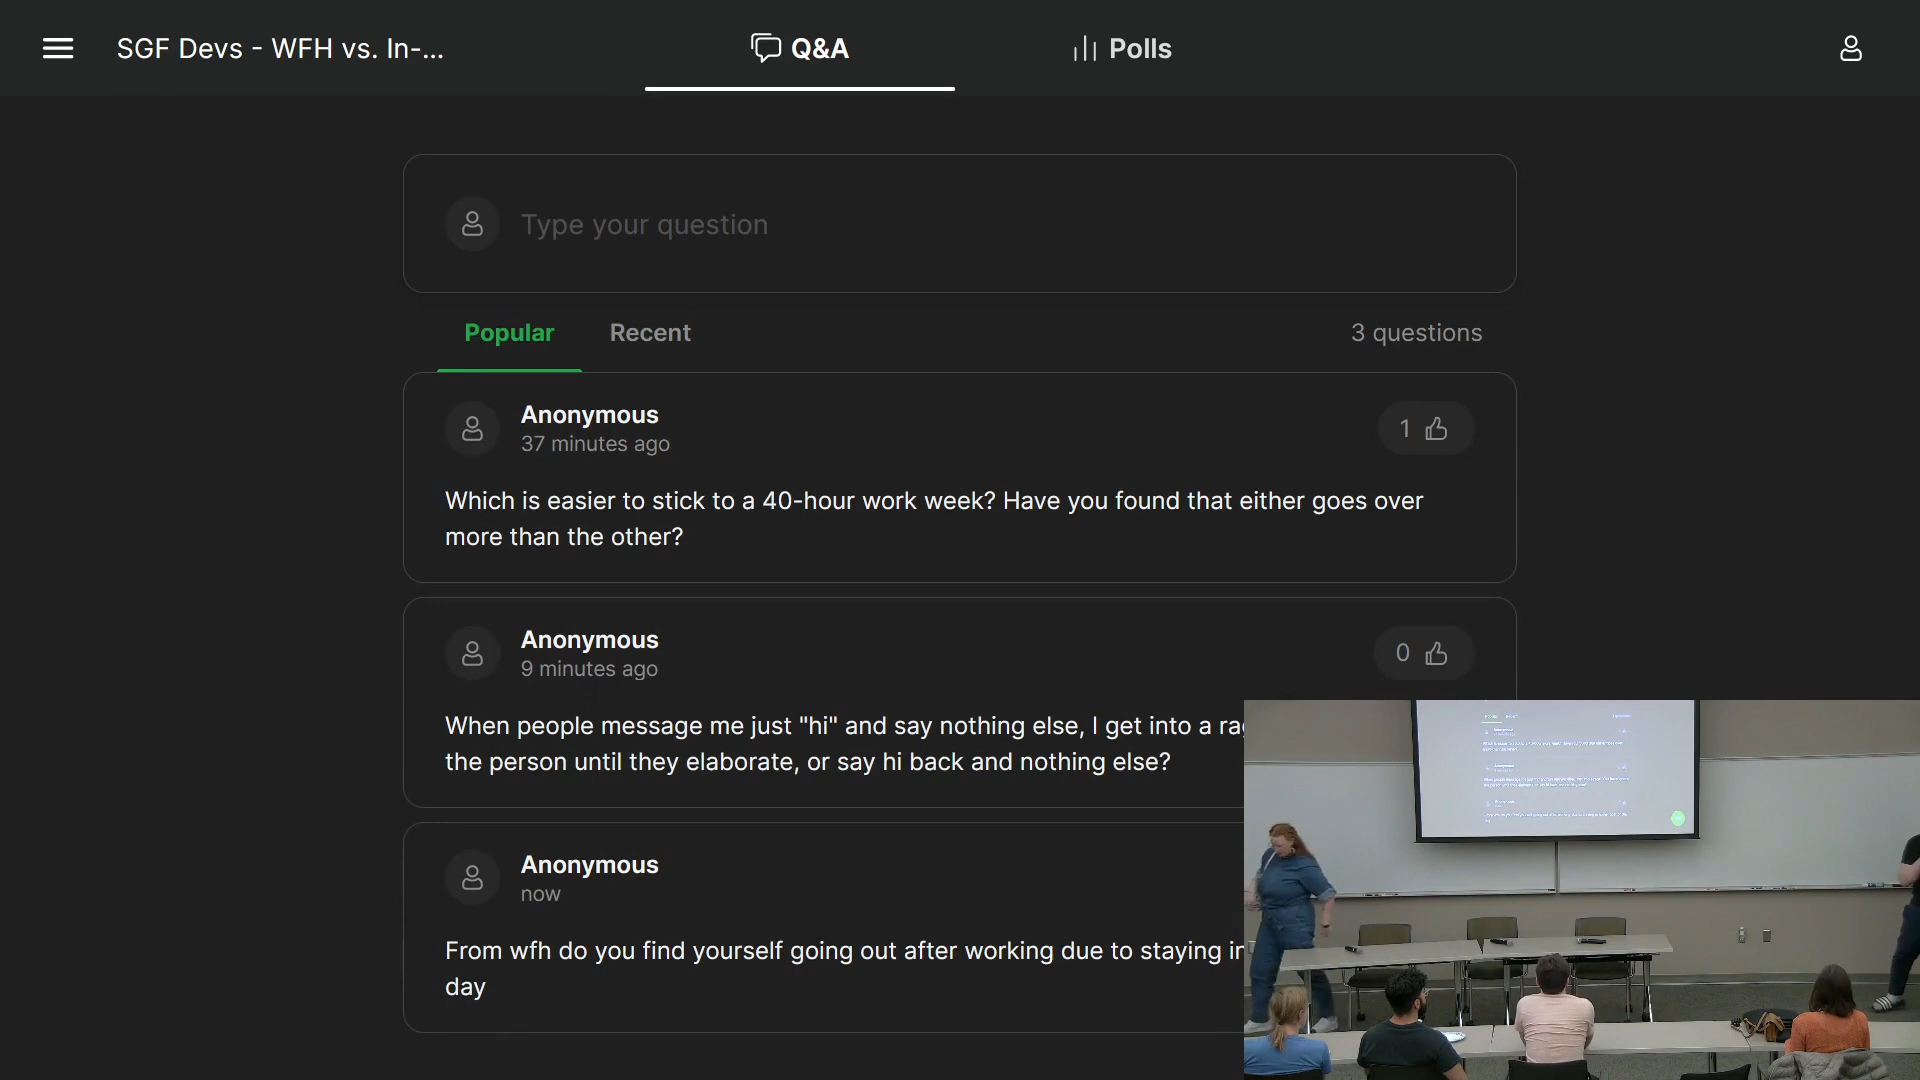 SGF Devs - WFH vs. In-...
Q&A
Polls
Type your question
Popular
Recent
3 questions
Anonymous
37 minutes ago
1
Which is easier to stick to a 40-hour work week? Have you found that either goes over
more than the other?
Anonymous
9 minutes ago
0
When people message me just "hi" and say nothing else, I get into a
the person until they elaborate, or say hi back and nothing else?
Anonymous
now
From wfh do you find yourself going out after working due to staying
day